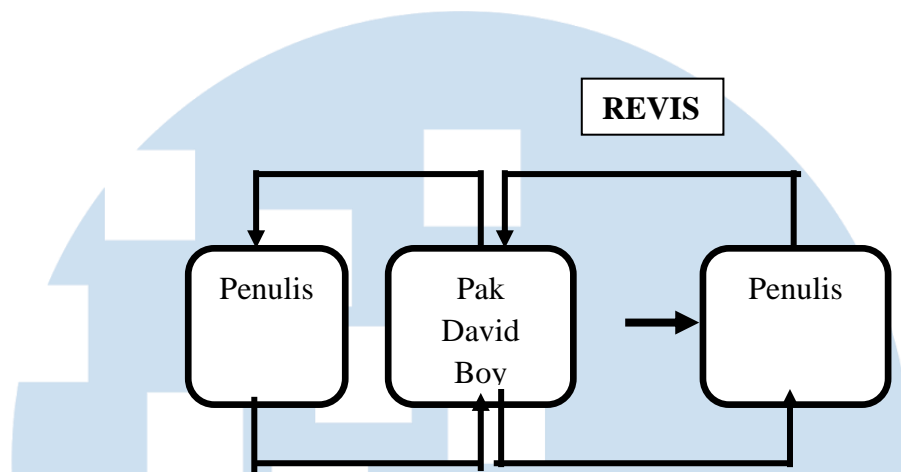 REVIS
Penulis
Pak
David
Boy
Penulis